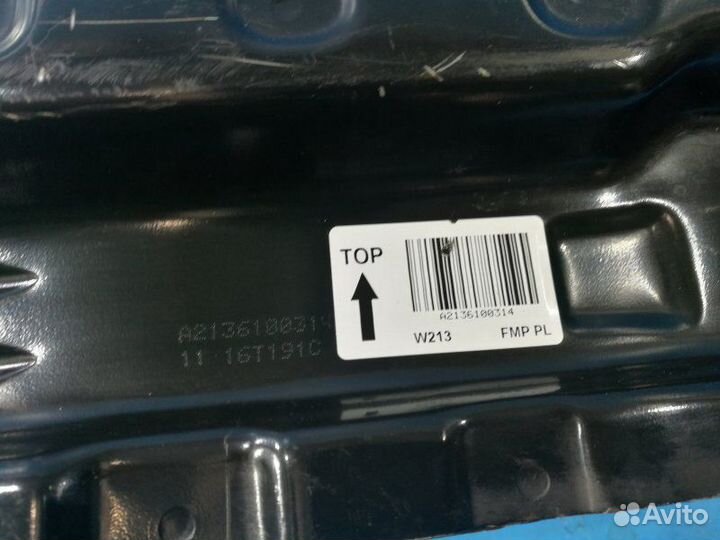 TOP
A2136100314
W213 FMP PL
A2136100314
11 16T191C
Avito